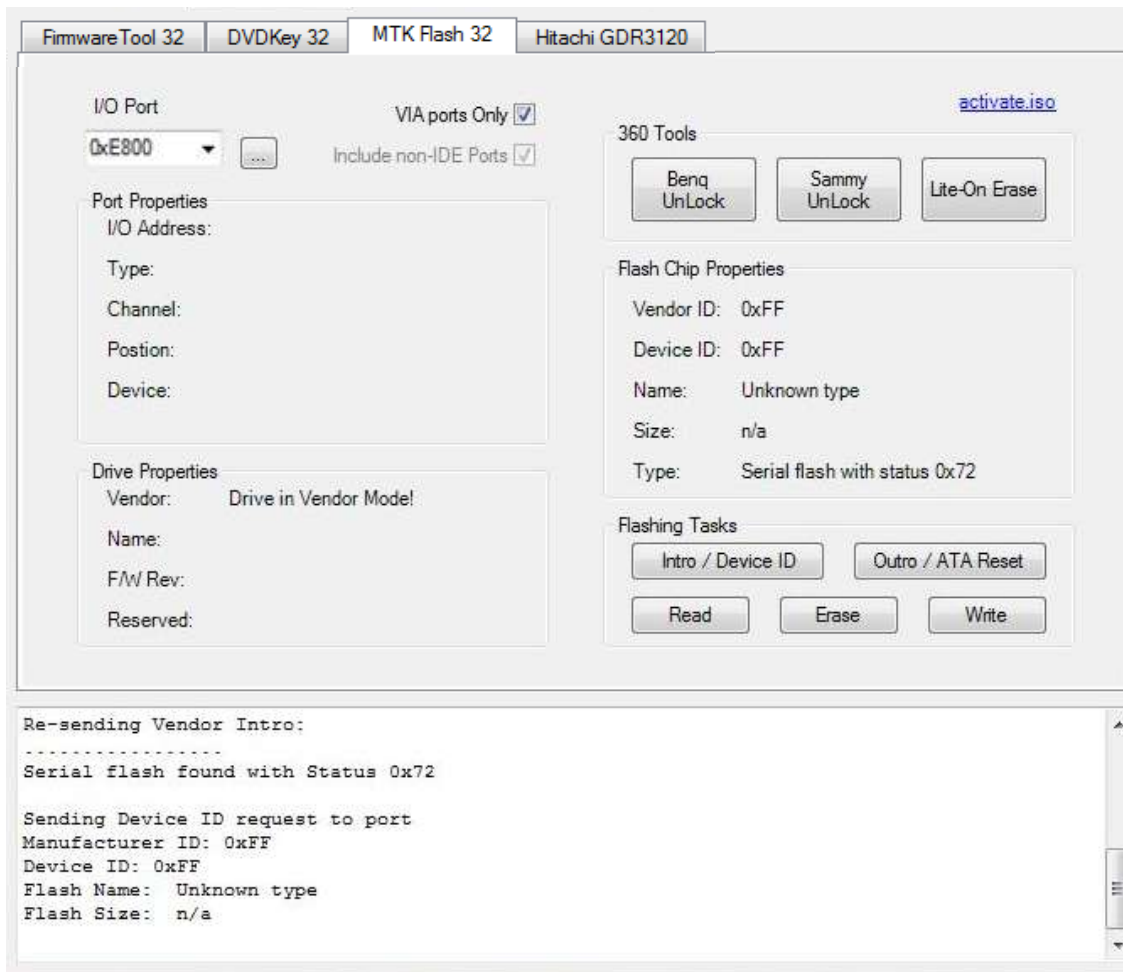 FirmwareTool 32 DVDKey 32 MTK Flash 32 Hitachi GDR3120
I/O Port
VIA ports Only
activate.iso
0xE800
...
Include non-IDE Ports
360 Tools
Benq
UnLock
Sammy
UnLock
Lite-On Erase
Port Properties
I/O Address:
Type:
Channel:
Postion:
Device:
Flash Chip Properties
Vendor ID: 0xFF
Device ID: 0xFF
Name: Unknown type
Size: n/a
Type: Serial flash with status 0x72
Drive Properties
Vendor: Drive in Vendor Mode!
Name:
F/W Rev:
Reserved:
Flashing Tasks
Intro / Device ID Outro / ATA Reset
Read Erase Write
Re-sending Vendor Intro:
.................
Serial flash found with Status 0x72
Sending Device ID request to port
Manufacturer ID: 0xFF
Device ID: 0xFF
Flash Name:  Unknown type
Flash Size:  n/a